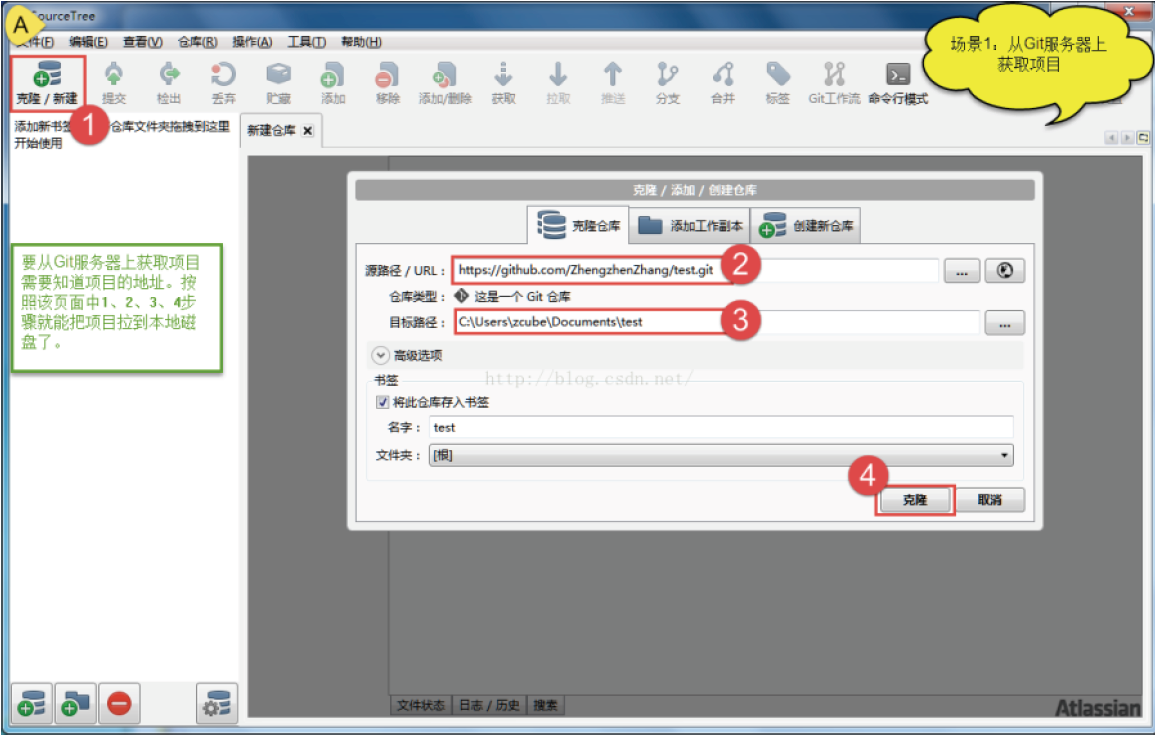 A
SourceTree
文件(F) 编辑(E) 查看(V) 仓库(R) 操作(A) 工具(T) 帮助(H)
场景1：从Git服务器上
获取项目
克隆 / 新建 提交 检出 丢弃 贮藏 添加 移除 添加/删除 获取 拉取 推送 分支 合并 标签 Git工作流 命令行模式
1
添加新书签 仓库文件夹拖拽到这里
开始使用
新建仓库
克隆 / 添加 / 创建仓库
克隆仓库 添加工作副本 创建新仓库
要从Git服务器上获取项目
需要知道项目的地址。按
照该页面中1、2、3、4步
骤就能把项目拉到本地磁
盘了。
源路径 / URL： https://github.com/ZhengzhenZhang/test.git 2 ...
仓库类型： 这是一个 Git 仓库
目标路径： C:\Users\zcube\Documents\test 3 ...
高级选项
书签
http://blog.csdn.net/
将此仓库存入书签
名字： test
文件夹： [根]
4
克隆 取消
文件状态 日志 / 历史 搜索
Atlassian